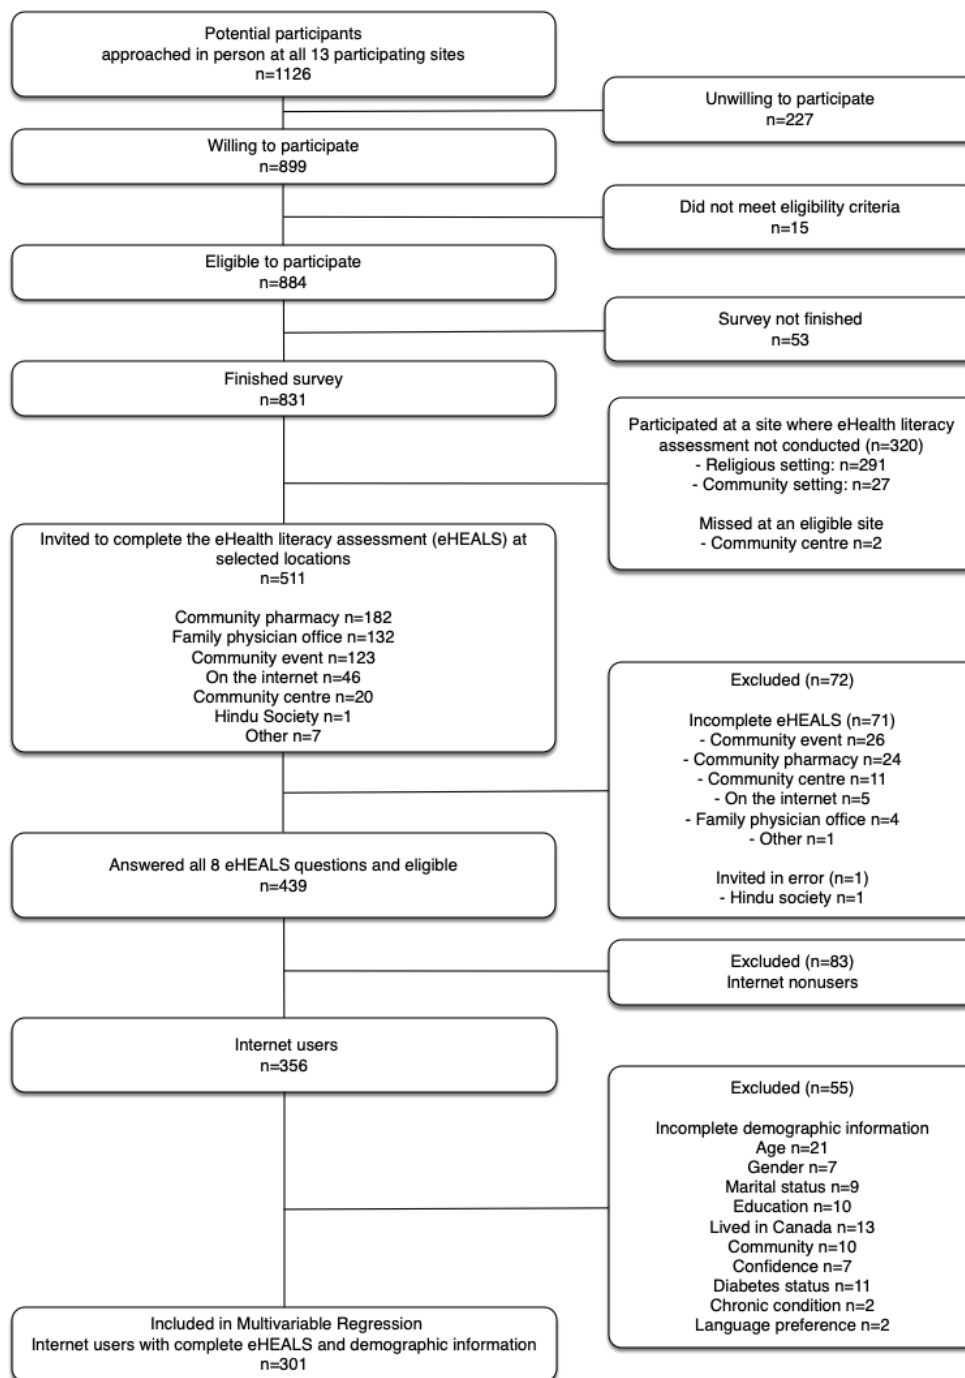 Potential participants
approached in person at all 13 participating sites
n=1126
Unwilling to participate
n=227
Willing to participate
n=899
Did not meet eligibility criteria
n=15
Eligible to participate
n=884
Survey not finished
n=53
Finished survey
n=831
Participated at a site where eHealth literacy
assessment not conducted (n=320)
- Religious setting: n=291
- Community setting: n=27
Missed at an eligible site
- Community centre n=2
Invited to complete the eHealth literacy assessment (eHEALS) at
selected locations
n=511
Community pharmacy n=182
Family physician office n=132
Community event n=123
On the internet n=46
Community centre n=20
Hindu Society n=1
Other n=7
Excluded (n=72)
Incomplete eHEALS (n=71)
- Community event n=26
- Community pharmacy n=24
- Community centre n=11
- On the internet n=5
- Family physician office n=4
- Other n=1
Invited in error (n=1)
- Hindu society n=1
Answered all 8 eHEALS questions and eligible
n=439
Excluded (n=83)
Internet nonusers
Internet users
n=356
Excluded (n=55)
Incomplete demographic information
Age n=21
Gender n=7
Marital status n=9
Education n=10
Lived in Canada n=13
Community n=10
Confidence n=7
Diabetes status n=11
Chronic condition n=2
Language preference n=2
Included in Multivariable Regression
Internet users with complete eHEALS and demographic information
n=301